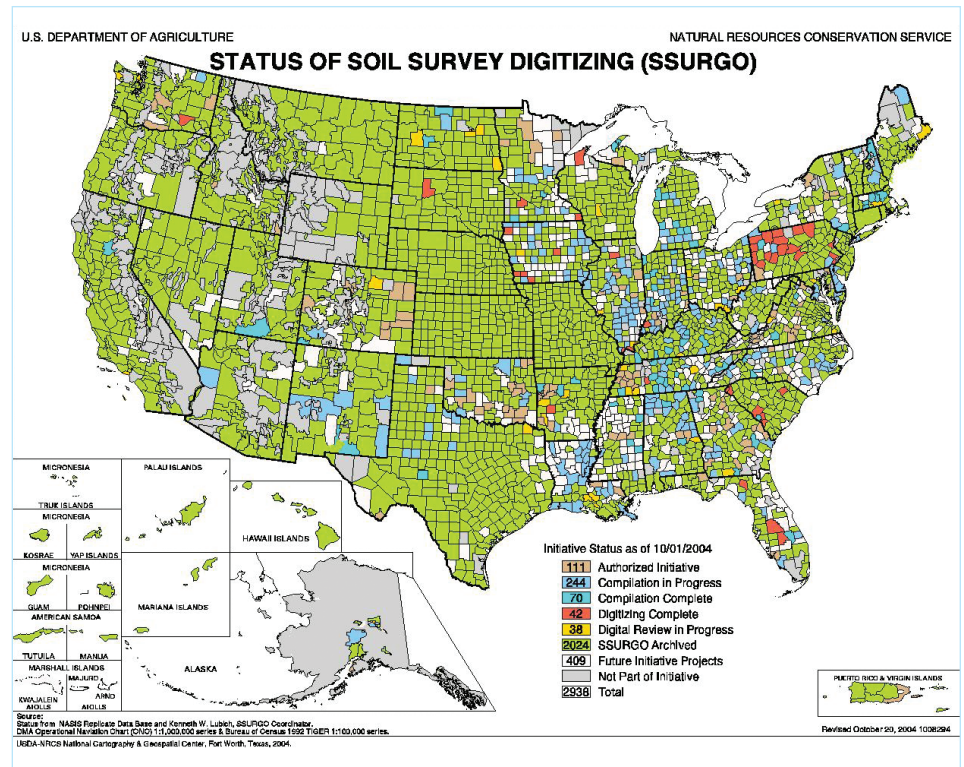 U.S. DEPARTMENT OF AGRICULTURE
NATURAL RESOURCES CONSERVATION SERVICE
STATUS OF SOIL SURVEY DIGITIZING (SSURGO)
MICRONESIA
TRUK ISLANDS
PALAU ISLANDS
MICRONESIA
KOSRAE
YAP ISLANDS
HAWAII ISLANDS
MICRONESIA
GUAM
POHNPEI
MARIANA ISLANDS
AMERICAN SAMOA
TUTUILA
MANUA
MARSHALL ISLANDS
MAJURO
KWAJALEIN
ATOLLS
ARNO
ATOLLS
ALASKA
Initiative Status as of 10/01/2004
111 Authorized Initiative
244 Compilation in Progress
70 Compilation Complete
42 Digitizing Complete
38 Digital Review in Progress
2024 SSURGO Archived
409 Future Initiative Projects
Not Part of Initiative
2938 Total
PUERTO RICO & VIRGIN ISLANDS
Source:
Status from NASIS Replicate Data Base and Kenneth W. Lubich, SSURGO Coordinator.
DMA Operational Naviation Chart (ONC) 1:1,000,000 series & Bureau of Census 1992 TIGER 1:100,000 series.
USDA-NRCS National Cartography & Geospatial Center, Fort Worth, Texas, 2004.
Revised October 20, 2004 1008294